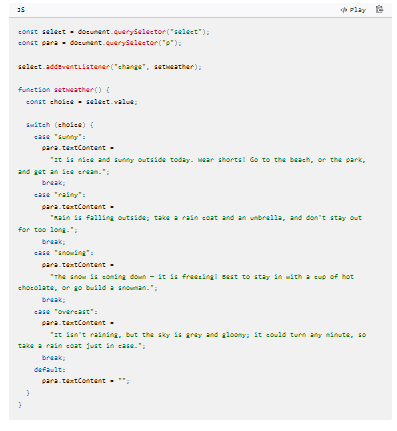 JS
Play
const select = document.querySelector("select");
const para = document.querySelector("p");
select.addEventListener("change", setWeather);
function setWeather() {
const choice = select.value;
switch (choice) {
case "sunny":
para.textContent =
"It is nice and sunny outside today. Wear shorts! Go to the beach, or the park,
and get an ice cream.";
break;
case "rainy":
para.textContent =
"Rain is falling outside; take a rain coat and an umbrella, and don't stay out
for too long.";
break;
case "snowing":
para.textContent =
"The snow is coming down — it is freezing! Best to stay in with a cup of hot
chocolate, or go build a snowman.";
break;
case "overcast":
para.textContent =
"It isn't raining, but the sky is grey and gloomy; it could turn any minute, so
take a rain coat just in case.";
break;
default:
para.textContent = "";
}
}